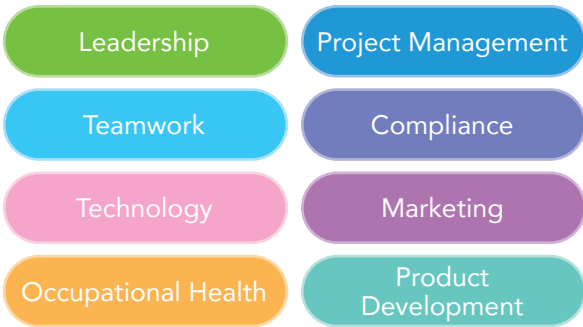 Leadership
Project Management
Teamwork
Compliance
Technology
Marketing
Occupational Health
Product
Development